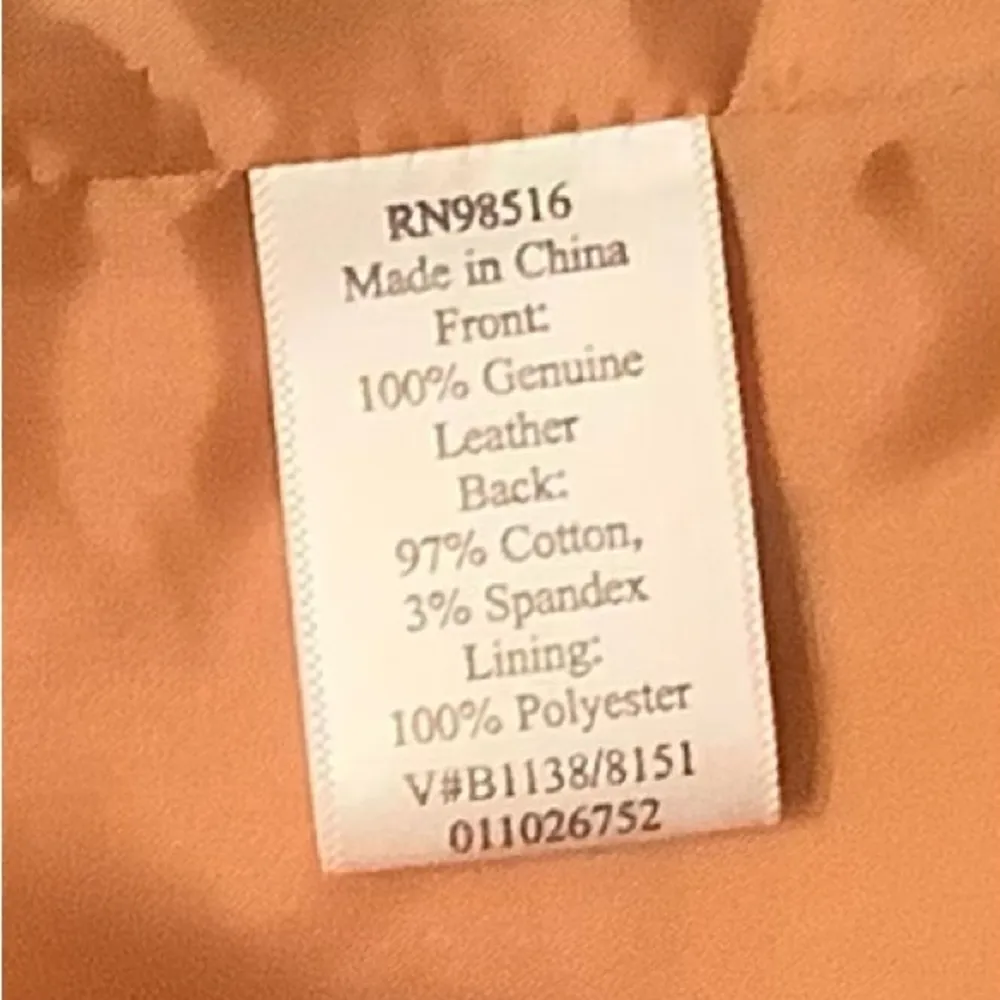 RN98516
Made in China
Front:
100% Genuine
Leather
Back:
97% Cotton,
3% Spandex
Lining:
100% Polyester
V#B1138/8151
011026752